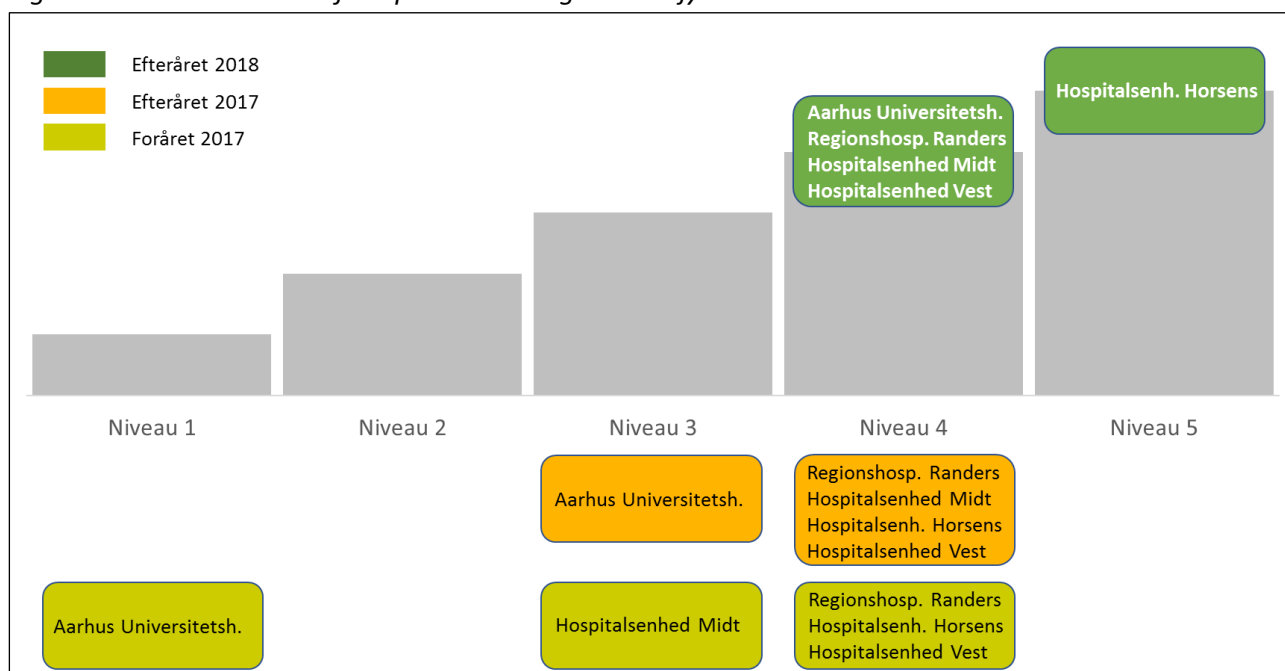 Efteråret 2018
Efteråret 2017
Foråret 2017
Hospitalsenh. Horsens
Aarhus Universitetsh.
Regionshosp. Randers
Hospitalsenhed Midt
Hospitalsenhed Vest
Niveau 1
Niveau 2
Niveau 3
Niveau 4
Niveau 5
Aarhus Universitetsh.
Regionshosp. Randers
Hospitalsenhed Midt
Hospitalsenh. Horsens
Hospitalsenhed Vest
Aarhus Universitetsh.
Hospitalsenhed Midt
Regionshosp. Randers
Hospitalsenh. Horsens
Hospitalsenhed Vest